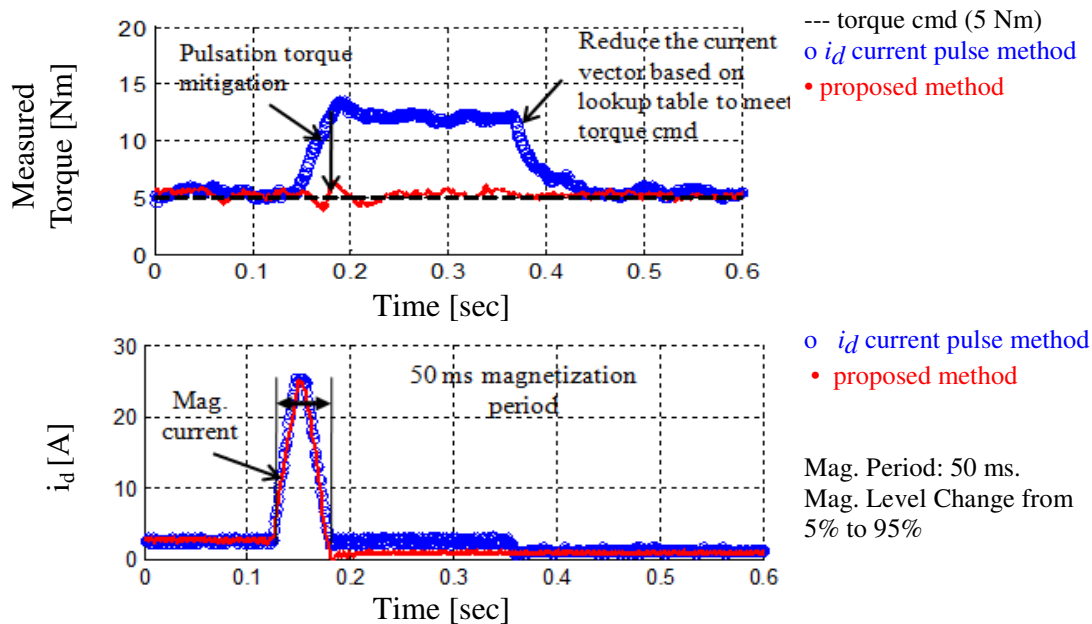 --- torque cmd (5 Nm)
o id current pulse method
• proposed method
Measured
Torque [Nm]
20
15
10
5
0
Pulsation torque
mitigation
Reduce the current
vector based on
lookup table to meet
torque cmd
0 0.1 0.2 0.3 0.4 0.5 0.6
Time [sec]
o id current pulse method
• proposed method
id [A]
30
20
10
0
Mag.
current
50 ms magnetization
period
Mag. Period: 50 ms.
Mag. Level Change from
5% to 95%
0 0.1 0.2 0.3 0.4 0.5 0.6
Time [sec]